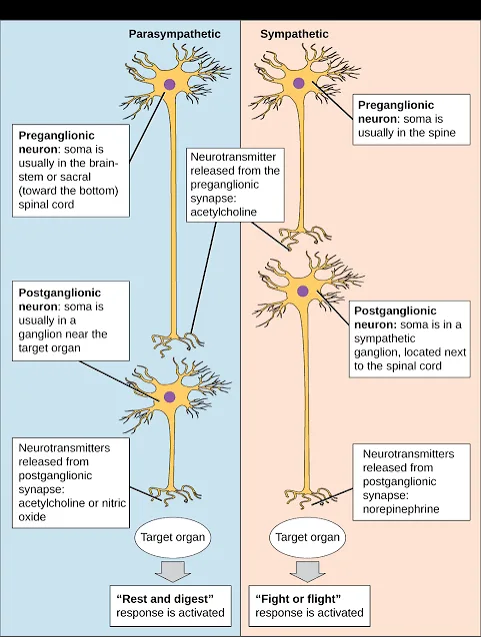 Parasympathetic
Sympathetic
Preganglionic
neuron: soma is
usually in the brain-
stem or sacral
(toward the bottom)
spinal cord
Neurotransmitter
released from the
preganglionic
synapse:
acetylcholine
Preganglionic
neuron: soma is
usually in the spine
Postganglionic
neuron: soma is
usually in a
ganglion near the
target organ
Postganglionic
neuron: soma is in a
sympathetic
ganglion, located next
to the spinal cord
Neurotransmitters
released from
postganglionic
synapse:
acetylcholine or nitric
oxide
Neurotransmitters
released from
postganglionic
synapse:
norepinephrine
Target organ
Target organ
“Rest and digest”
response is activated
“Fight or flight”
response is activated